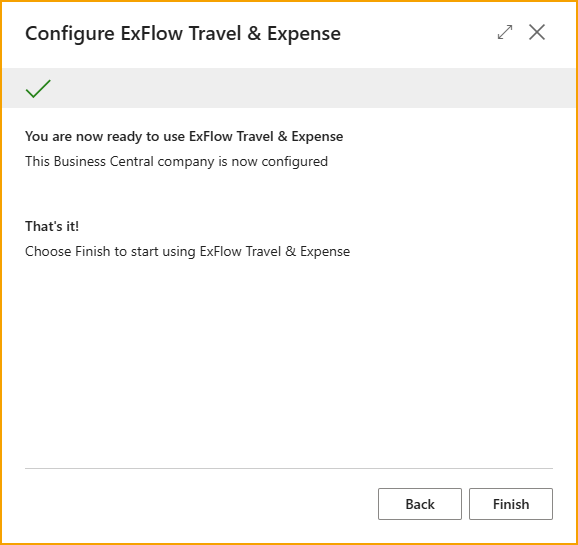 Configure ExFlow Travel & Expense
You are now ready to use ExFlow Travel & Expense
This Business Central company is now configured
That's it!
Choose Finish to start using ExFlow Travel & Expense
Back
Finish